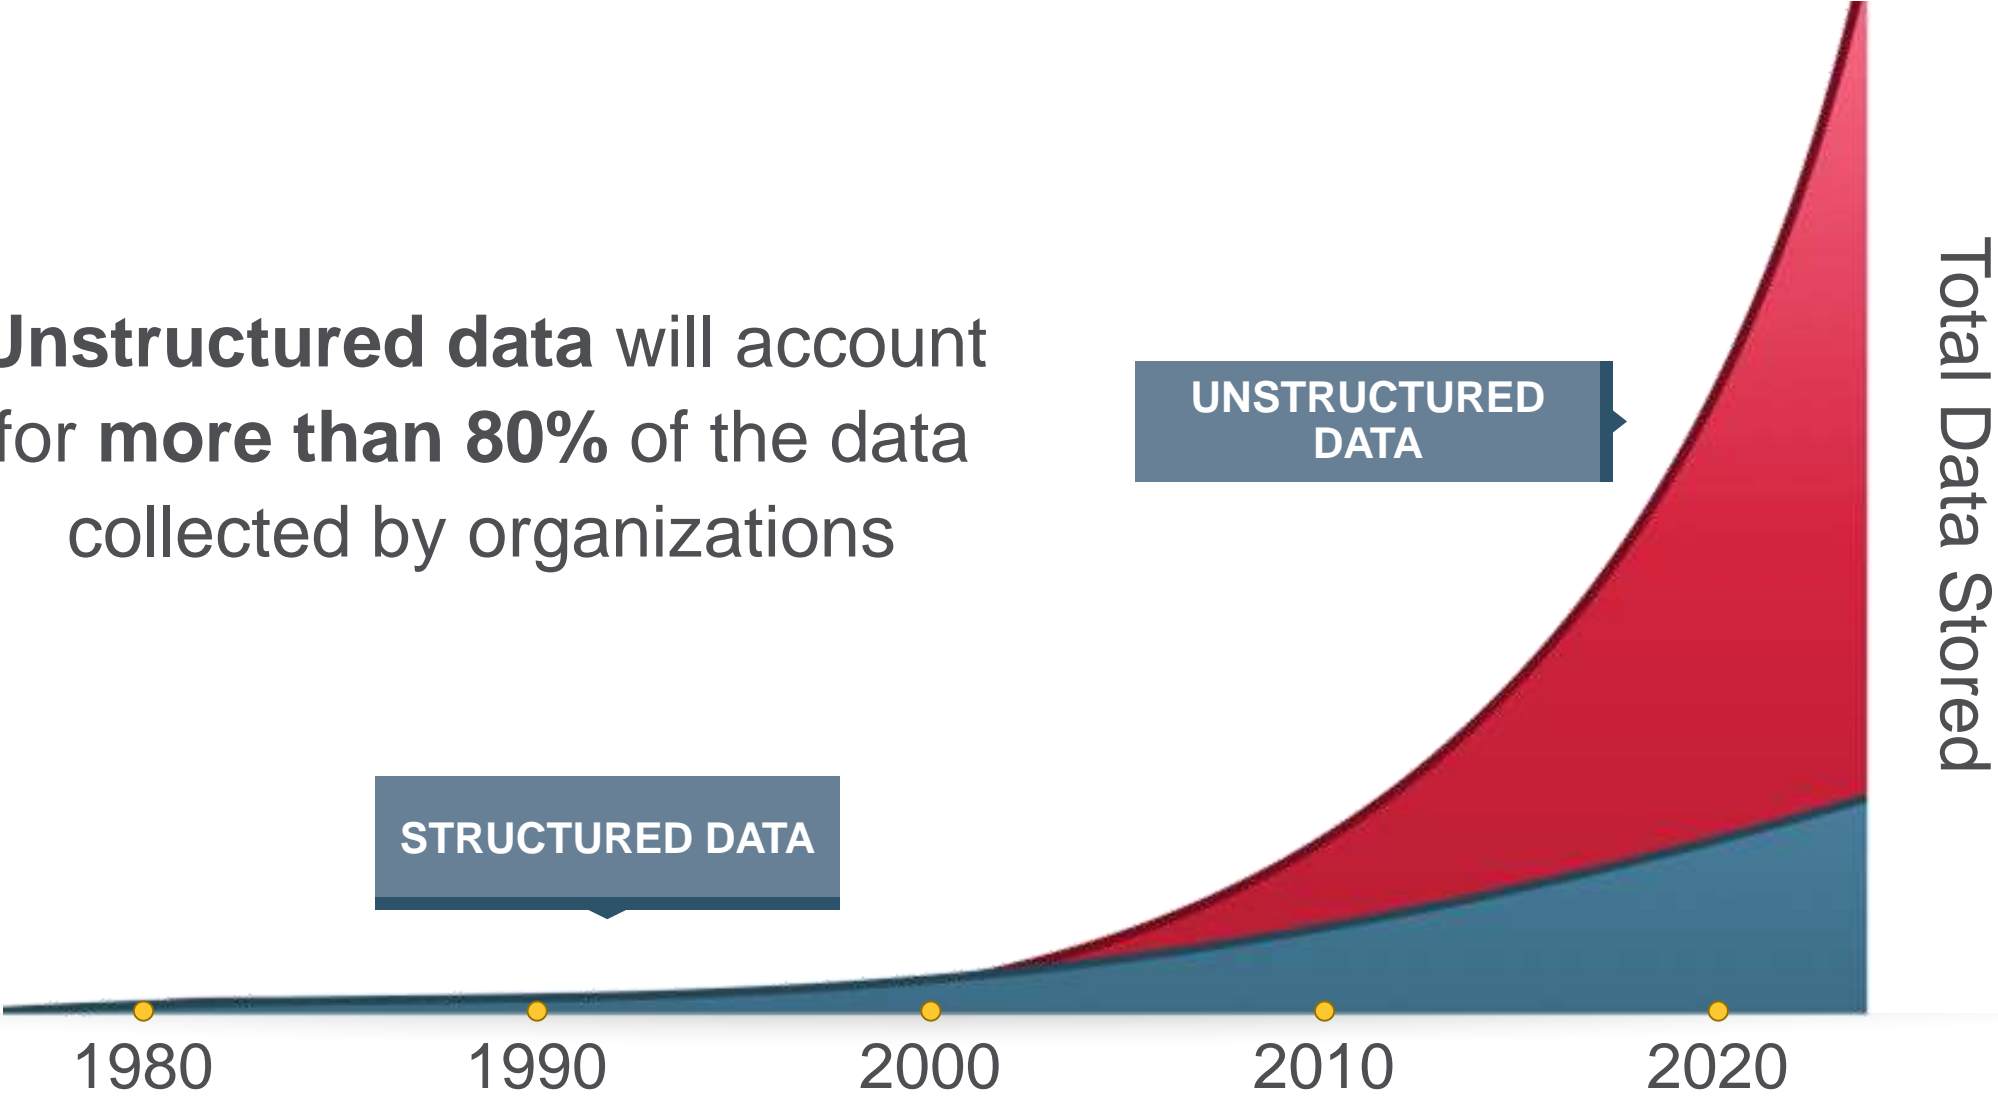 Unstructured data will account
for more than 80% of the data
collected by organizations
UNSTRUCTURED
DATA
STRUCTURED DATA
Total Data Stored
1980 1990 2000 2010 2020